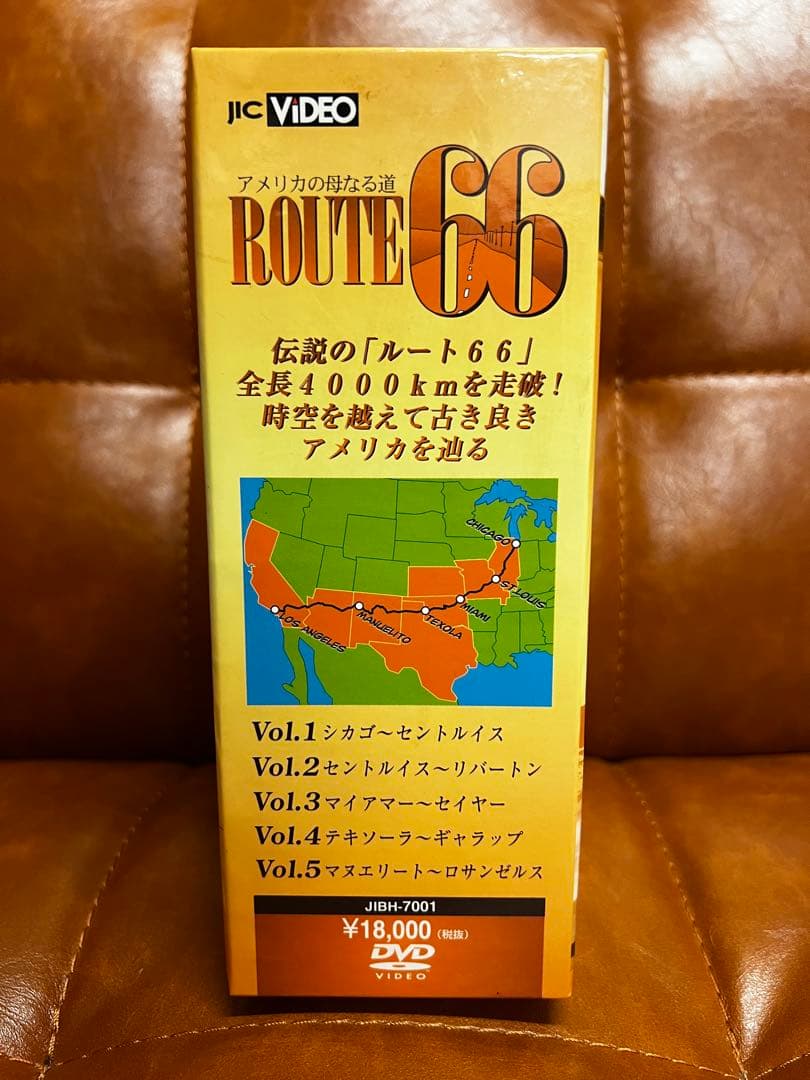 JIC ViDEO
アメリカの母なる道
ROUTE 66
伝説の「ルート66」
全長4000kmを走破！
時空を越えて古き良き
アメリカを辿る
CHICAGO
ST.LOUIS
MIAMI
TEXOLA
MANUELITO
LOS ANGELES
Vol.1 シカゴ～セントルイス
Vol.2 セントルイス～リバートン
Vol.3 マイアマー～セイヤー
Vol.4 テキソーラ～ギャラップ
Vol.5 マヌエリート～ロサンゼルス
JIBH-7001
¥18,000（税抜）
DVD
VIDEO